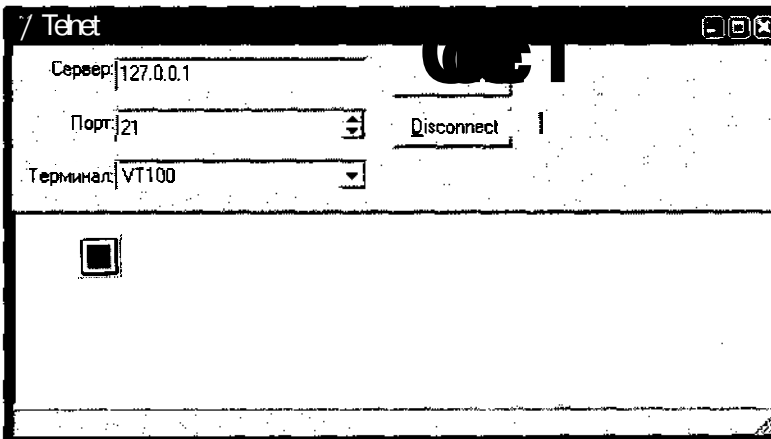 Telnet
Сервер: 127.0.0.1
Порт: 21
Disconnect
Терминал: VT100